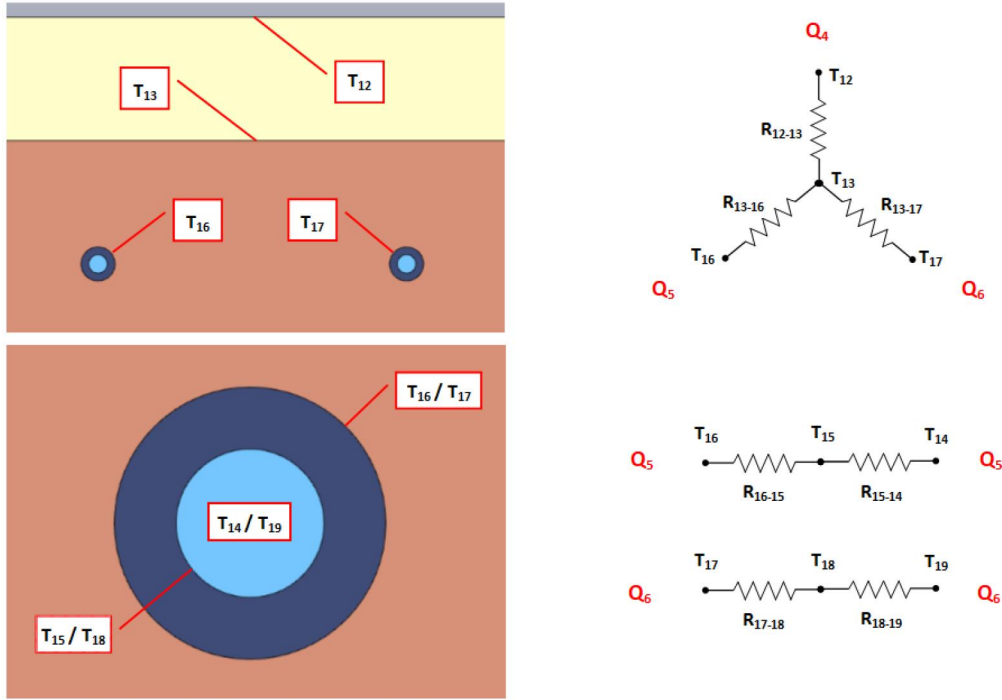 Q₄
T₁₂
T₁₃
T₁₂
R₁₂₋₁₃
T₁₃
R₁₃₋₁₆
R₁₃₋₁₇
T₁₆
T₁₇
T₁₆
T₁₇
Q₅
Q₆
T₁₆ / T₁₇
T₁₆
T₁₅
T₁₄
Q₅
Q₅
R₁₆₋₁₅
R₁₅₋₁₄
T₁₄ / T₁₉
T₁₇
T₁₈
T₁₉
Q₆
Q₆
R₁₇₋₁₈
R₁₈₋₁₉
T₁₅ / T₁₈